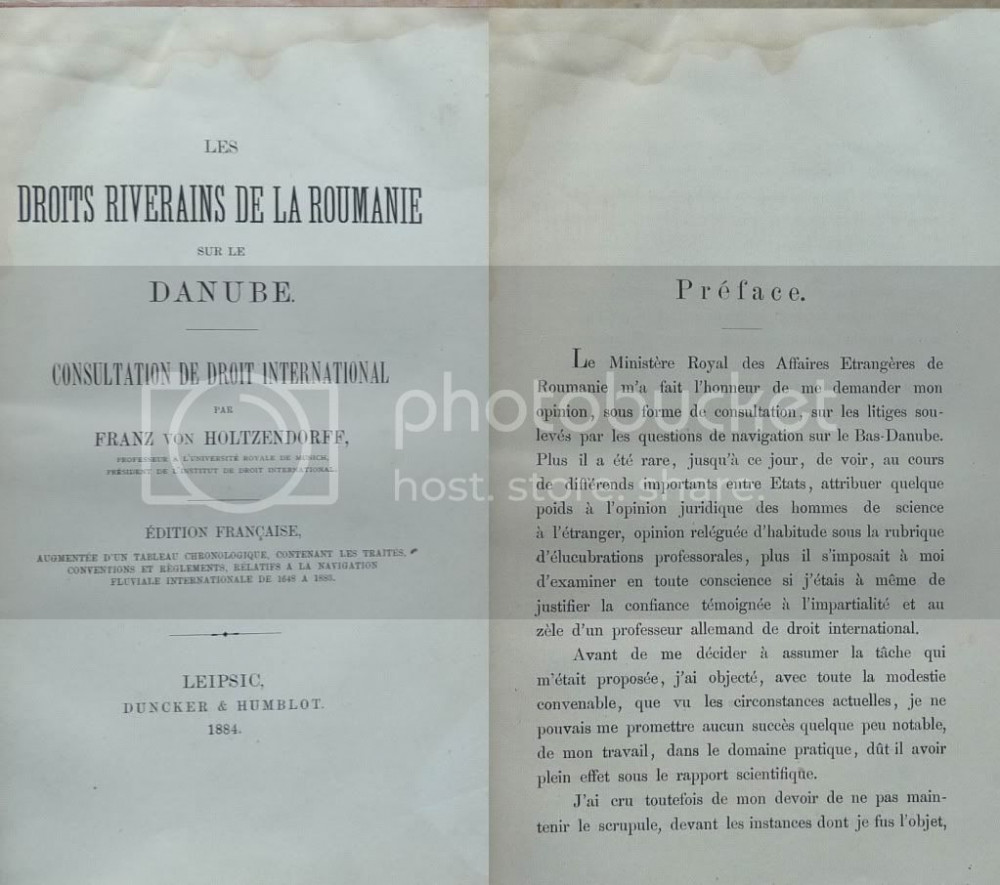 LES
DROITS RIVERAINS DE LA ROUMANIE
SUR LE
DANUBE.
CONSULTATION DE DROIT INTERNATIONAL
PAR
FRANZ VON HOLTZENDORFF,
PROFESSEUR A L'UNIVERSITÉ ROYALE DE MUNICH,
PRÉSIDENT DE L'INSTITUT DE DROIT INTERNATIONAL.
ÉDITION FRANÇAISE,
AUGMENTÉE D'UN TABLEAU CHRONOLOGIQUE, CONTENANT LES TRAITÉS,
CONVENTIONS ET RÈGLEMENTS, RELATIFS A LA NAVIGATION
FLUVIALE INTERNATIONALE DE 1648 A 1883.
LEIPSIC,
DUNCKER & HUMBLOT.
1884.
Préface.
Le Ministère Royal des Affaires Etrangères de
Roumanie m'a fait l'honneur de me demander mon
opinion, sous forme de consultation, sur les litiges sou-
levés par les questions de navigation sur le Bas-Danube.
Plus il a été rare, jusqu'à ce jour, de voir, au cours
de différends importants entre Etats, attribuer quelque
poids à l'opinion juridique des hommes de science
à l'étranger, opinion reléguée d'habitude sous la rubrique
d'élucubrations professorales, plus il s'imposait à moi
d'examiner en toute conscience si j'étais à même de
justifier la confiance témoignée à l'impartialité et au
zèle d'un professeur allemand de droit international.
Avant de me décider à assumer la tâche qui
m'était proposée, j'ai objecté, avec toute la modestie
convenable, que vu les circonstances actuelles, je ne
pouvais me promettre aucun succès quelque peu notable,
de mon travail, dans le domaine pratique, dût-il avoir
plein effet sous le rapport scientifique.
J'ai cru toutefois de mon devoir de ne pas main-
tenir le scrupule, devant les instances dont je fus l'objet,
photobucket
host. store. share.